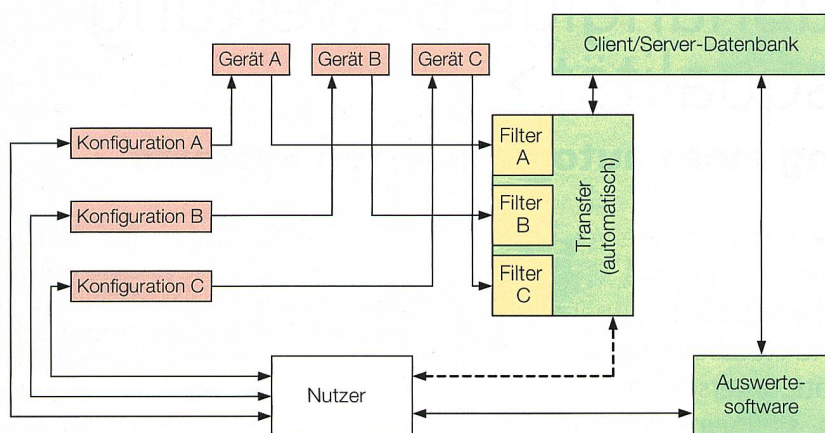 Client/Server-Datenbank
Gerät A
Gerät B
Gerät C
Konfiguration A
Konfiguration B
Konfiguration C
Filter
A
Filter
B
Filter
C
Transfer
(automatisch)
Nutzer
Auswerte-
software